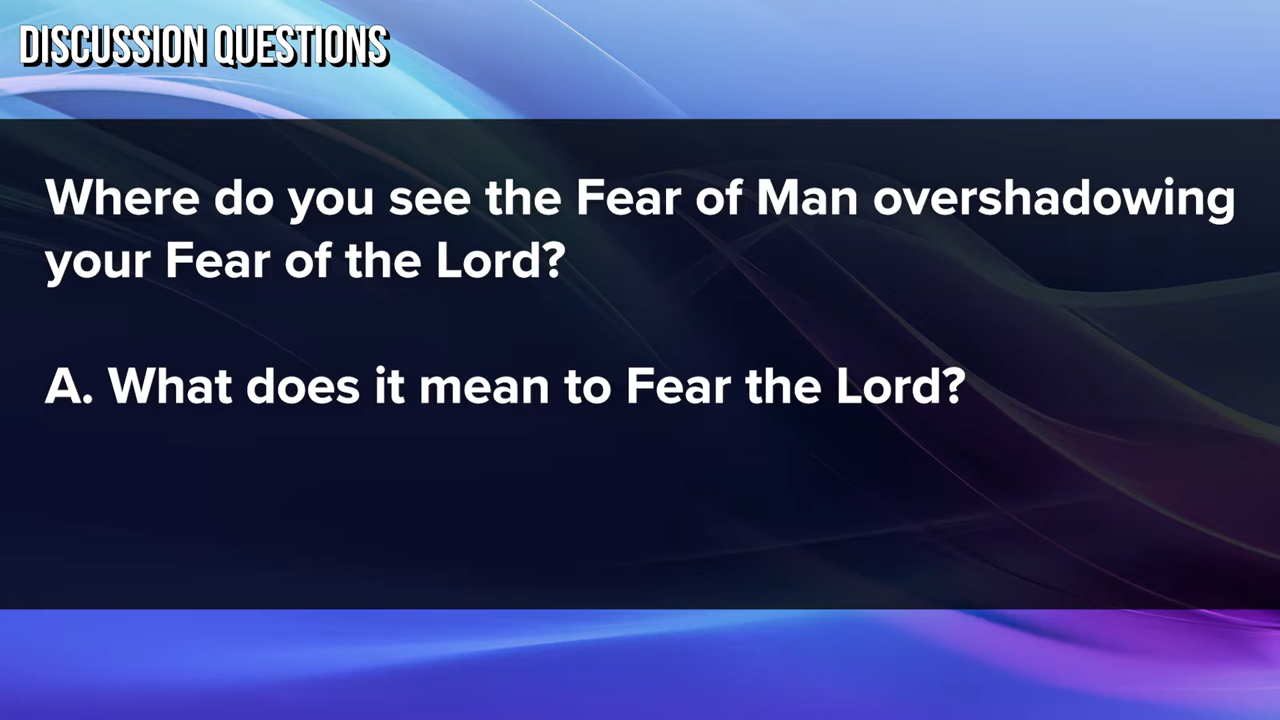 DISCUSSION QUESTIONS
Where do you see the Fear of Man overshadowing
your Fear of the Lord?
A. What does it mean to Fear the Lord?